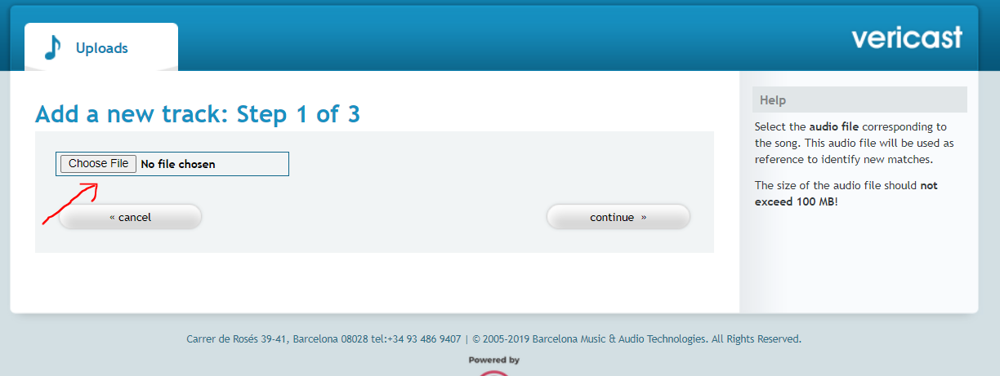 Uploads
vericast
Add a new track: Step 1 of 3
Choose File No file chosen
« cancel
continue »
Help
Select the audio file corresponding to
the song. This audio file will be used as
reference to identify new matches.
The size of the audio file should not
exceed 100 MB!
Carrer de Rosés 39-41, Barcelona 08028 tel:+34 93 486 9407 | © 2005-2019 Barcelona Music & Audio Technologies. All Rights Reserved.
Powered by